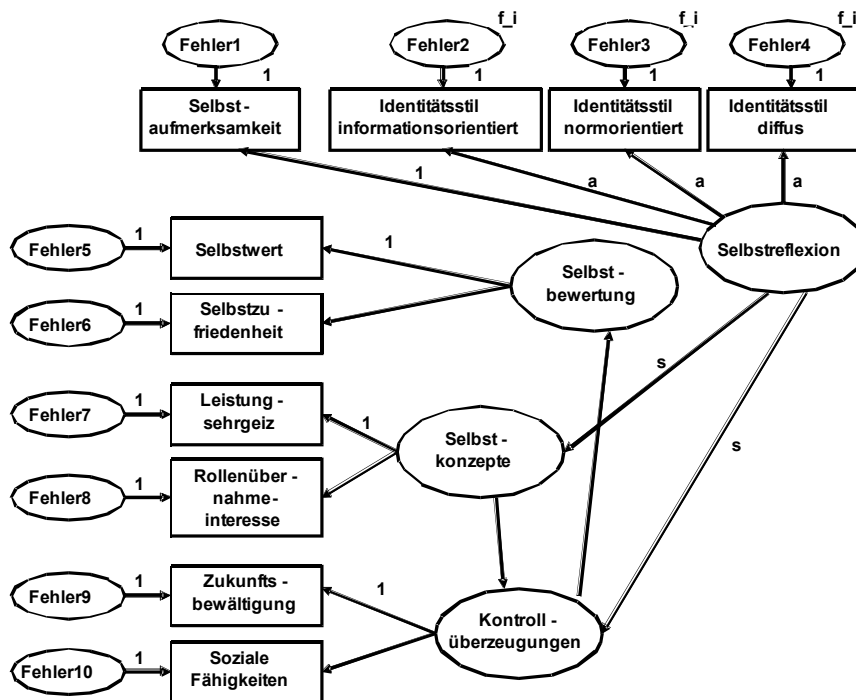 f_i
f_i
f_i
Fehler1
Fehler2
Fehler3
Fehler4
1
1
1
1
Selbst -
aufmerksamkeit
Identitätsstil
informationsorientiert
Identitätsstil
normorientiert
Identitätsstil
diffus
1
a
a
a
Selbstreflexion
Fehler5
1
Selbstwert
1
Selbst -
bewertung
Fehler6
1
Selbstzu -
friedenheit
s
s
Fehler7
1
Leistung -
sehrgeiz
1
Selbst -
konzepte
Fehler8
1
Rollenüber -
nahme-
interesse
Fehler9
1
Zukunfts -
bewältigung
1
Kontroll -
überzeugungen
Fehler10
1
Soziale
Fähigkeiten